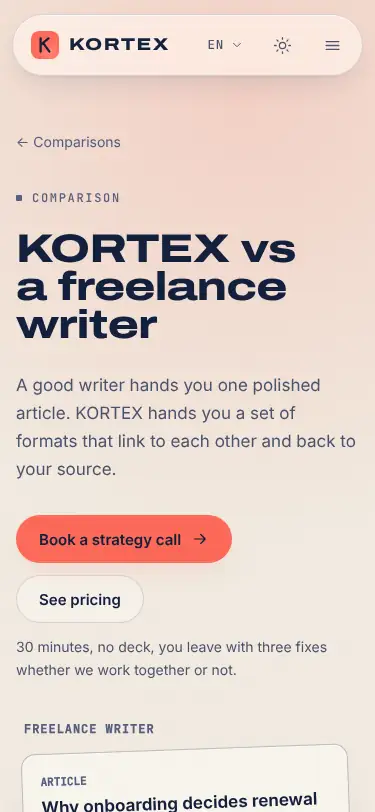 K KORTEX EN
← Comparisons
COMPARISON
KORTEX vs
a freelance
writer
A good writer hands you one polished
article. KORTEX hands you a set of
formats that link to each other and back to
your source.
Book a strategy call →
See pricing
30 minutes, no deck, you leave with three fixes
whether we work together or not.
FREELANCE WRITER
ARTICLE
Why onboarding decides renewal